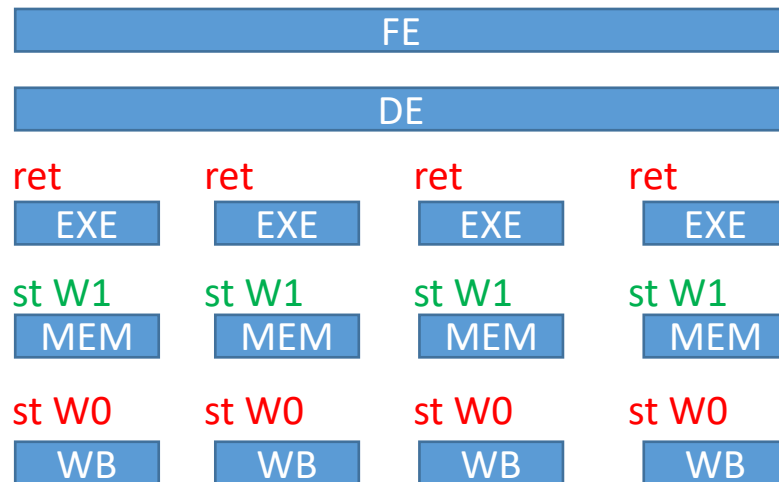 FE
DE
ret ret ret ret
EXE EXE EXE EXE
st W1 st W1 st W1 st W1
MEM MEM MEM MEM
st W0 st W0 st W0 st W0
WB WB WB WB